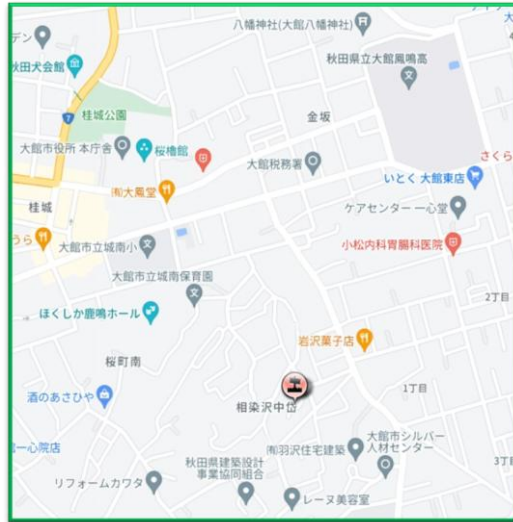 八幡神社(大館八幡神社)
デン
秋田県立大館鳳鳴高
秋田犬会館
桂城公園
7
金坂
大館市役所 本庁舎
桜櫓館
大館税務署
さくら
㈲大鳳堂
いとく 大館東店
桂城
ケアセンター 一心堂
うら
大館市立城南小
小松内科胃腸科医院
大館市立城南保育園
2丁目
ほくしか鹿鳴ホール
岩沢菓子店
桜町南
1丁目
酒のあさひや
相染沢中岱
大館市シルバー
人材センター
㈲羽沢住宅建築
一心院店
秋田県建築設計
事業協同組合
3丁目
リフォームカワタ
レーヌ美容室